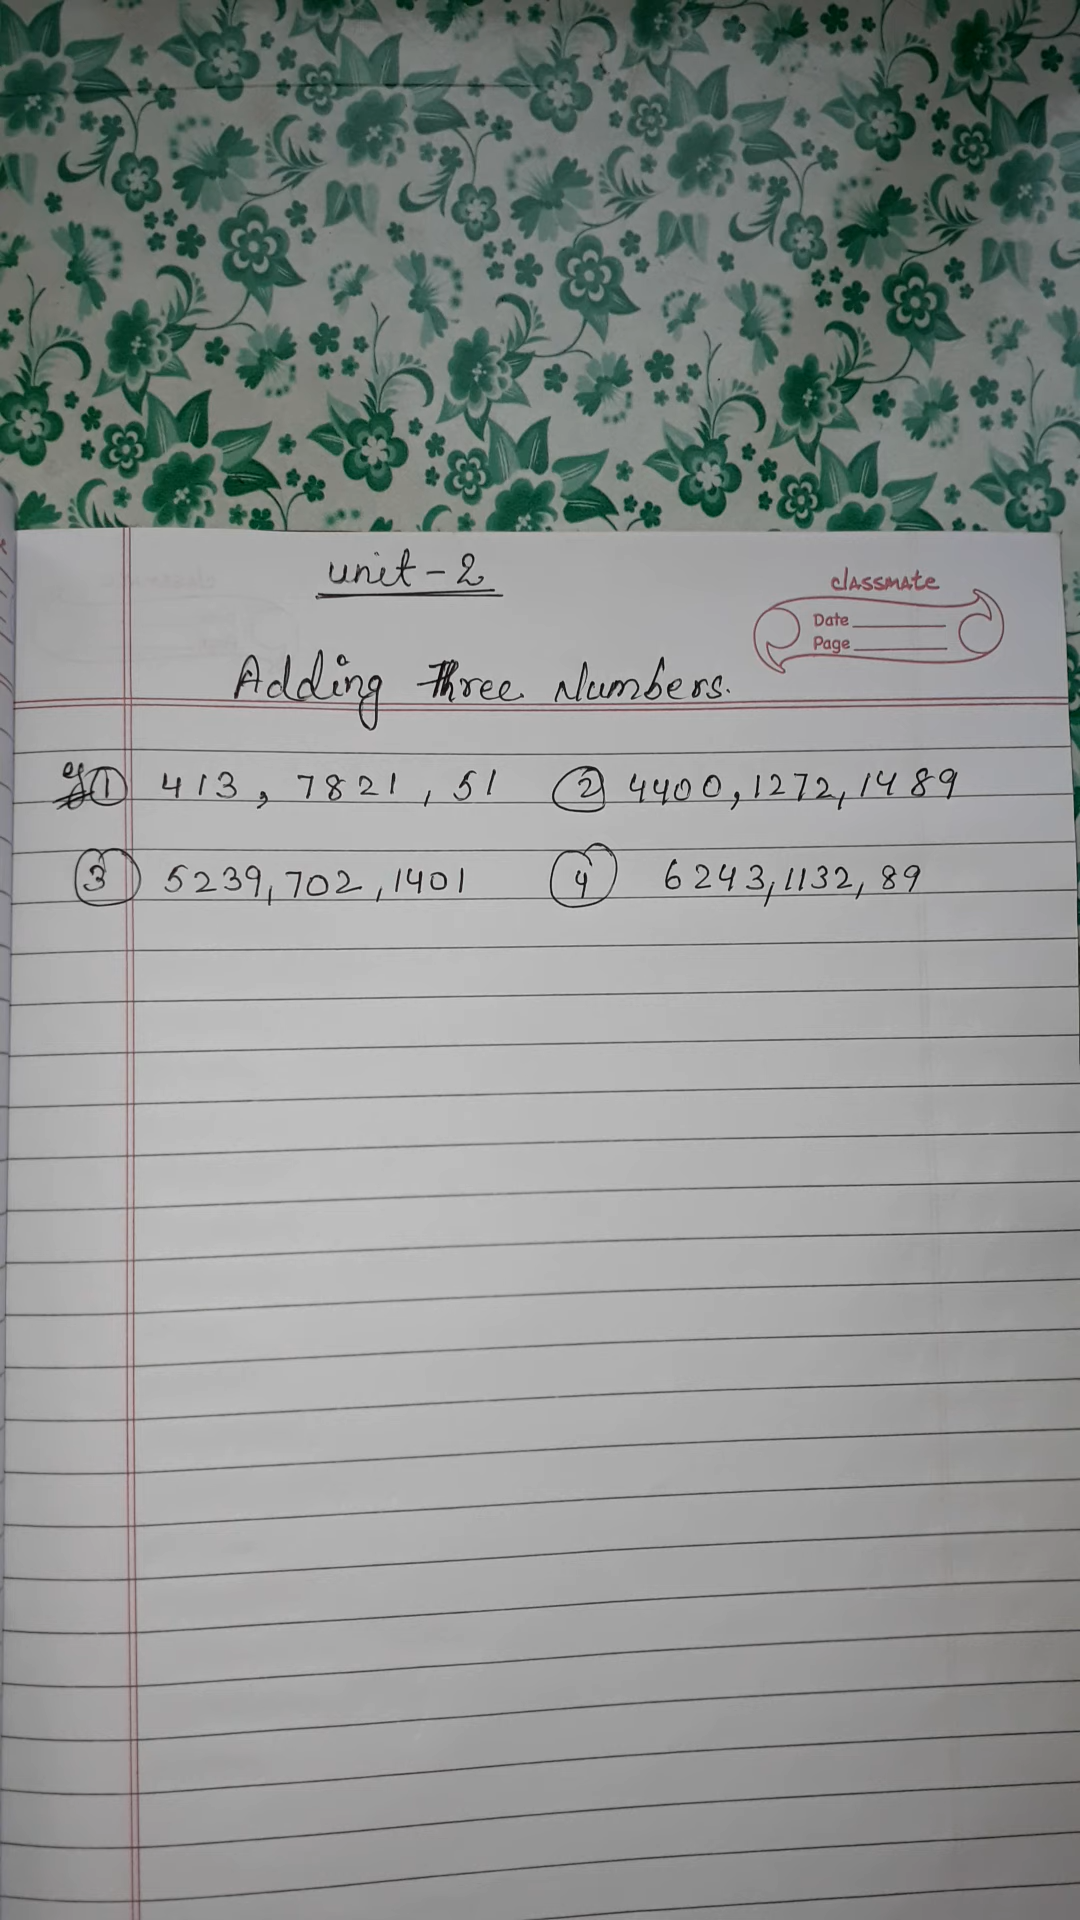 unit - 2
classmate
Date
Page
Adding Three Numbers.
① 413, 7821, 51 ② 4400, 1272, 1489
③ 5239, 702, 1401 ④ 6243, 1132, 89